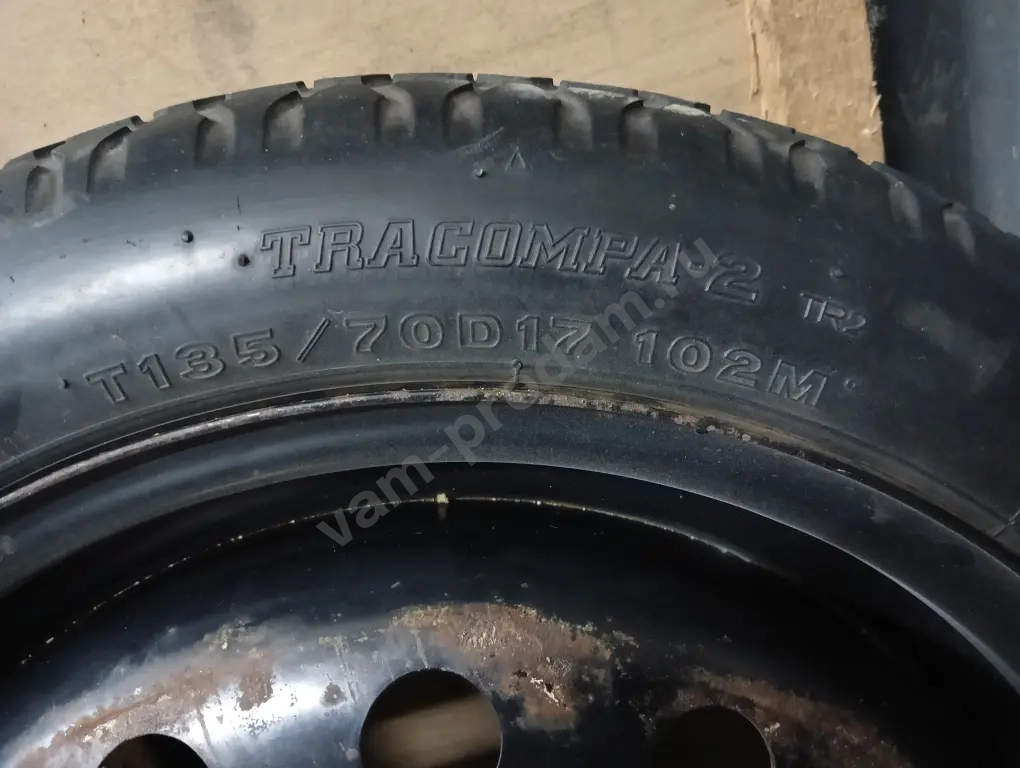 TRACOMPA-2 TR2
T135/70D17 102M
vam-prodam.ru